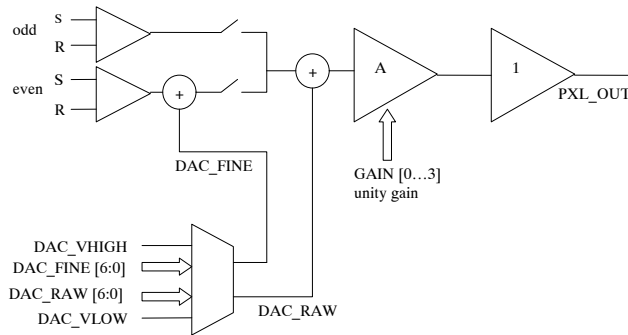 odd
S
R
even
S
R
+
+
A
1
PXL_OUT
DAC_FINE
GAIN [0…3]
unity gain
DAC_VHIGH
DAC_FINE [6:0]
DAC_RAW [6:0]
DAC_VLOW
DAC_RAW